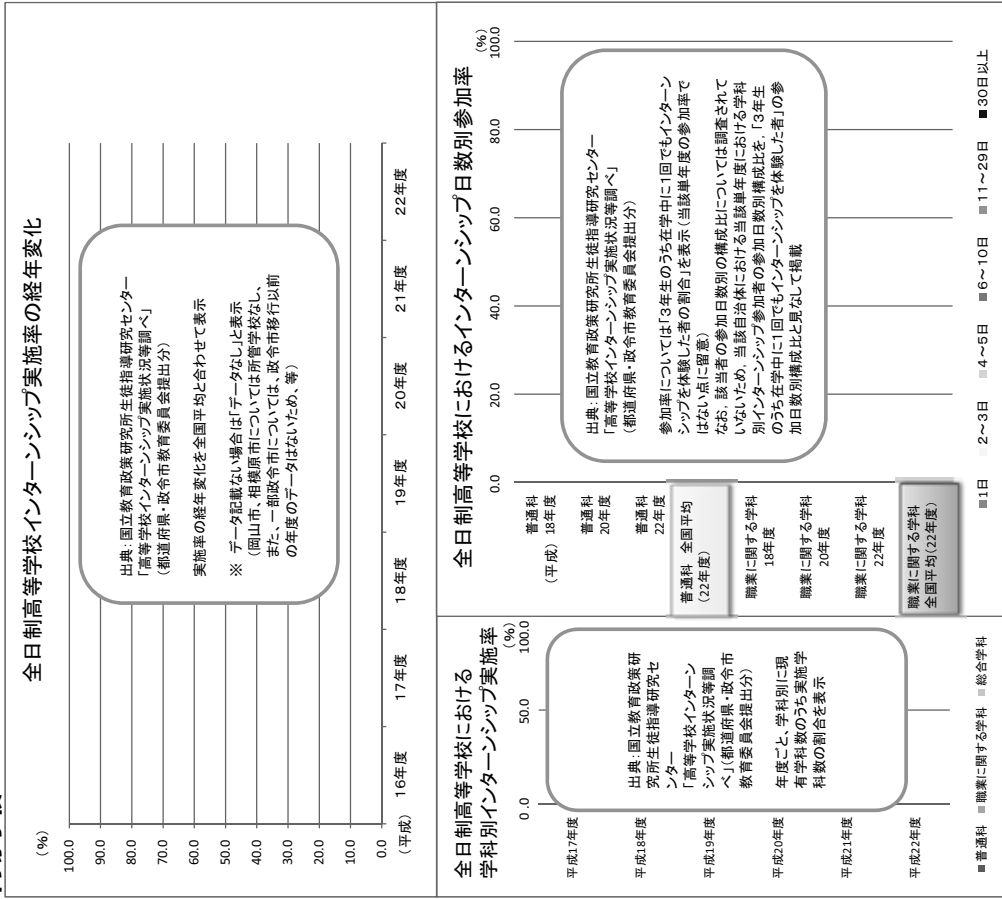 全日制高等学校インターンシップ実施率の経年変化
(%)
100.0
90.0
80.0
70.0
60.0
50.0
40.0
30.0
20.0
10.0
0.0
(平成)
16年度
17年度
18年度
19年度
20年度
21年度
22年度
出典:国立教育政策研究所生徒指導研究センター
「高等学校インターンシップ実施状況等調べ」
(都道府県・政令市教育委員会提出分)
実施率の経年変化を全国平均と合わせて表示
※ データ記載ない場合は「データなし」と表示
(岡山市、相模原市については所管学校なし、
また、一部政令市については、政令市移行以前
の年度のデータはないため、等)
全日制高等学校における
学科別インターンシップ実施率
(%)
0.0
50.0
100.0
平成17年度
平成18年度
平成19年度
平成20年度
平成21年度
平成22年度
出典:国立教育政策研
究所生徒指導研究セ
ンター
「高等学校インターン
シップ実施状況等調
べ」(都道府県・政令市
教育委員会提出分)
年度ごと、学科別に現
有学科数のうち実施学
科数の割合を表示
■普通科 ■職業に関する学科 ■総合学科
全日制高等学校におけるインターンシップ日数別参加率
(%)
0.0
20.0
40.0
60.0
80.0
100.0
普通科
(平成) 18年度
普通科
20年度
普通科
22年度
普通科 全国平均
(22年度)
職業に関する学科
18年度
職業に関する学科
20年度
職業に関する学科
22年度
職業に関する学科
全国平均(22年度)
出典:国立教育政策研究所生徒指導研究センター
「高等学校インターンシップ実施状況等調べ」
(都道府県・政令市教育委員会提出分)
参加率については「3年生のうち在学中に1回でもインターン
シップを体験した者の割合」を表示(当該単年度の参加率で
はない点に留意)
なお、該当者の参加日数別の構成比については調査されて
いないため、当該自治体における当該単年度における学科
別インターンシップ参加者の参加日数別構成比を、「3年生
のうち在学中に1回でもインターンシップを体験した者」の参
加日数別構成比と見なして掲載
■1日 2~3日 ■4~5日 ■6~10日 ■11~29日 ■30日以上